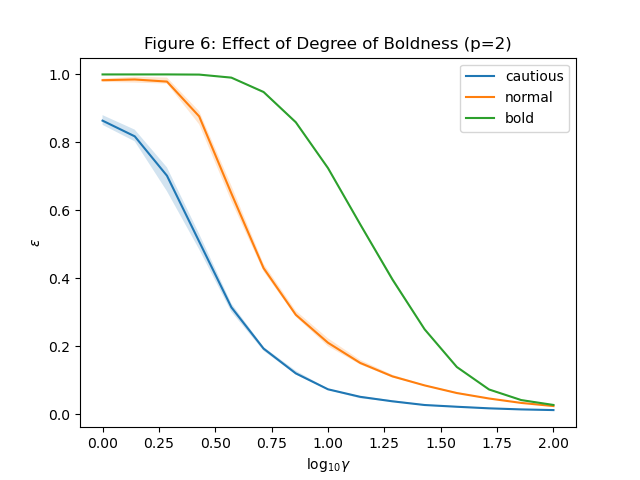 Figure 6: Effect of Degree of Boldness (p=2)
cautious
normal
bold
1.0
0.8
0.6
0.4
0.2
0.0
ε
0.00 0.25 0.50 0.75 1.00 1.25 1.50 1.75 2.00
log₁₀γ